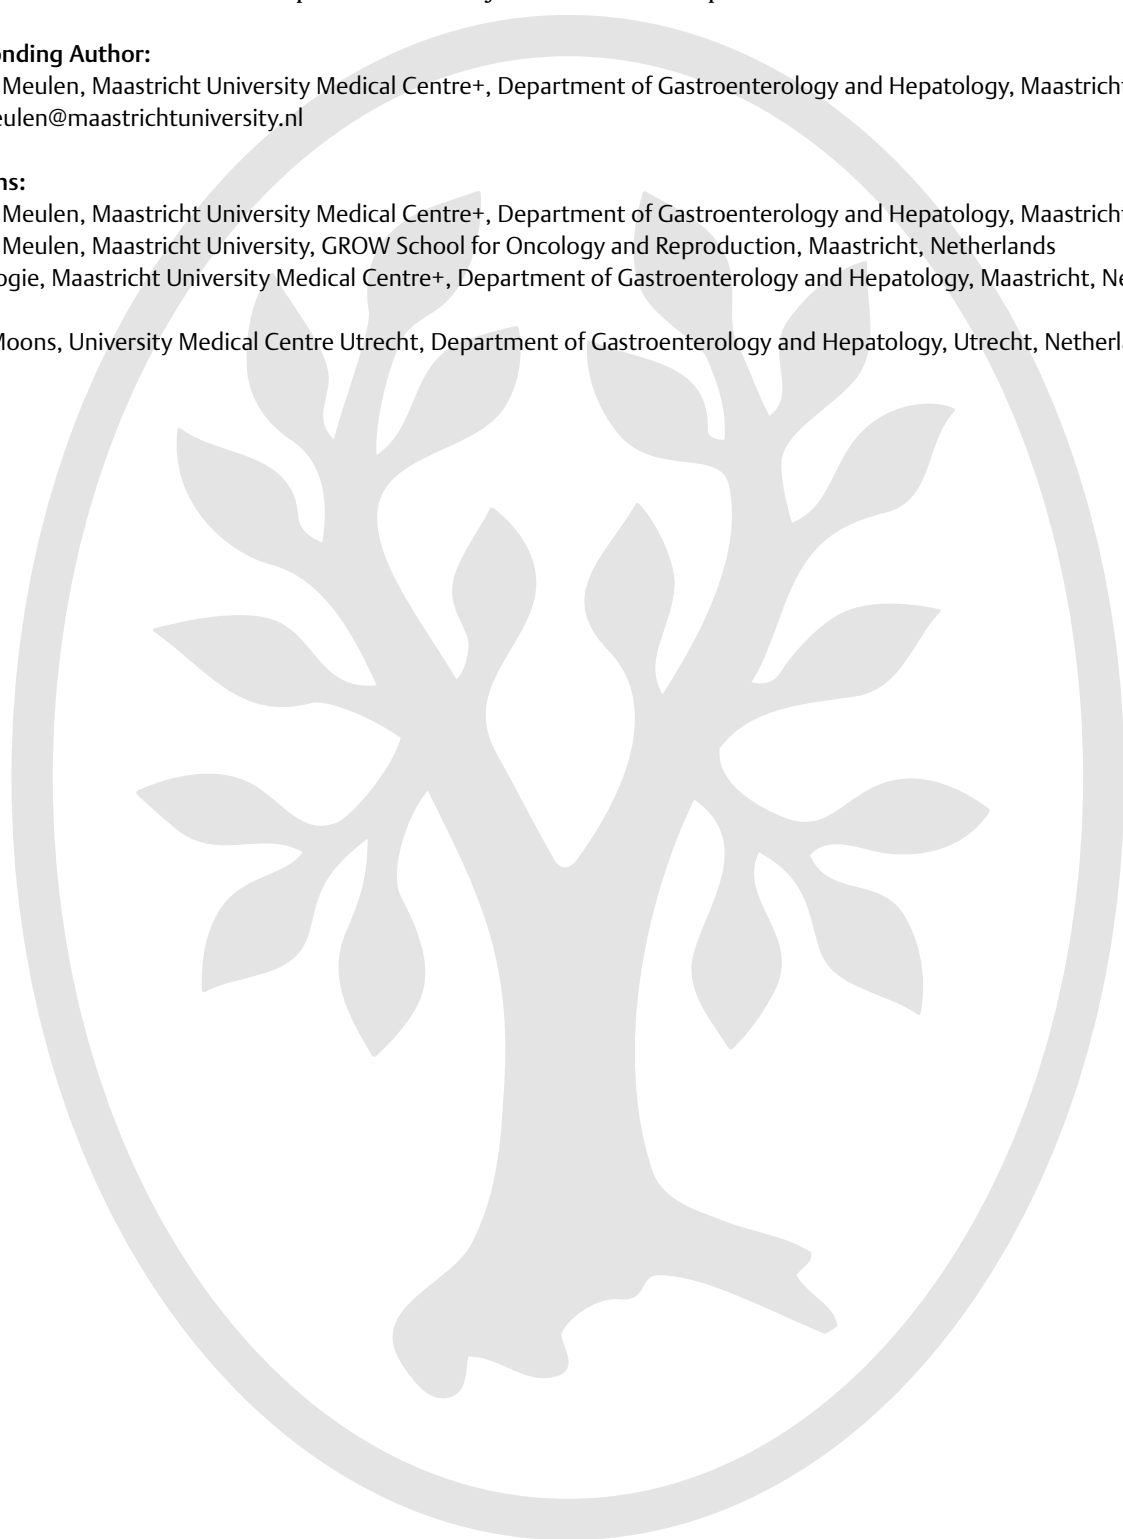 nding Author:
Meulen, Maastricht University Medical Centre+, Department of Gastroenterology and Hepatology, Maastricht
eulen@maastrichtuniversity.nl
ns:
Meulen, Maastricht University Medical Centre+, Department of Gastroenterology and Hepatology, Maastricht
Meulen, Maastricht University, GROW School for Oncology and Reproduction, Maastricht, Netherlands
ogie, Maastricht University Medical Centre+, Department of Gastroenterology and Hepatology, Maastricht, Ne
Moons, University Medical Centre Utrecht, Department of Gastroenterology and Hepatology, Utrecht, Netherla